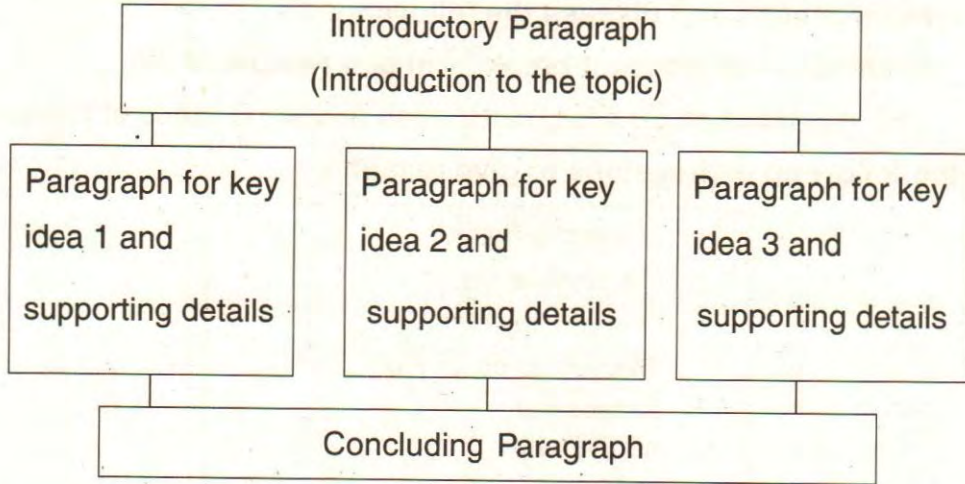 Introductory Paragraph
(Introduction to the topic)
Paragraph for key
idea 1 and
supporting details
Paragraph for key
idea 2 and
supporting details
Paragraph for key
idea 3 and
supporting details
Concluding Paragraph